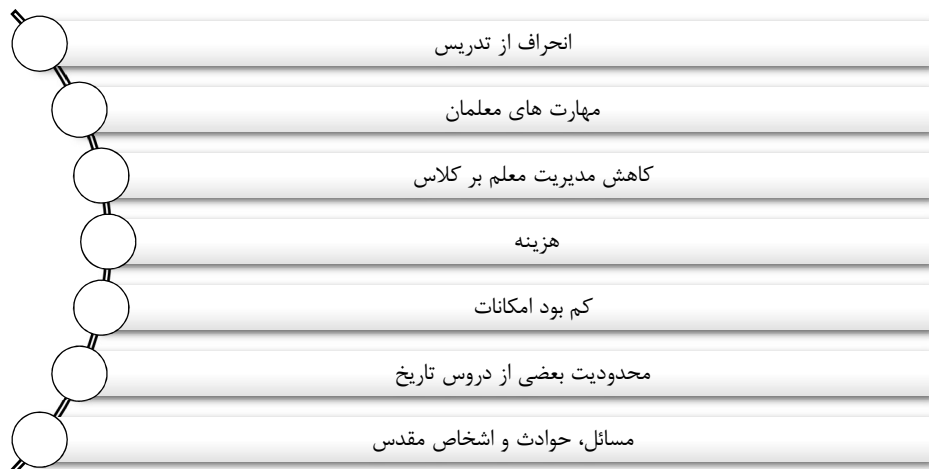 انحراف از تدریس
مهارت های معلمان
کاهش مدیریت معلم بر کلاس
هزینه
کم بود امکانات
محدودیت بعضی از دروس تاریخ
مسائل، حوادث و اشخاص مقدس